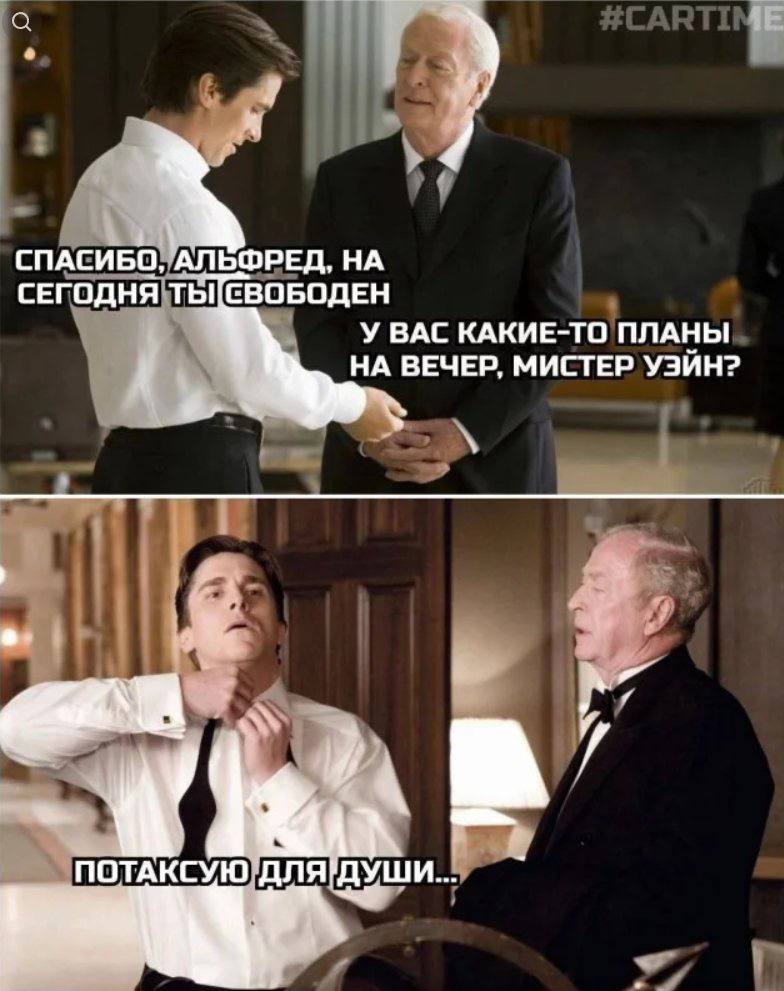 #CARTIME
СПАСИБО, АЛЬФРЕД, НА
СЕГОДНЯ ТЫ СВОБОДЕН
У ВАС КАКИЕ-ТО ПЛАНЫ
НА ВЕЧЕР, МИСТЕР УЭЙН?
ПОТАКСУЮ ДЛЯ ДУШИ...